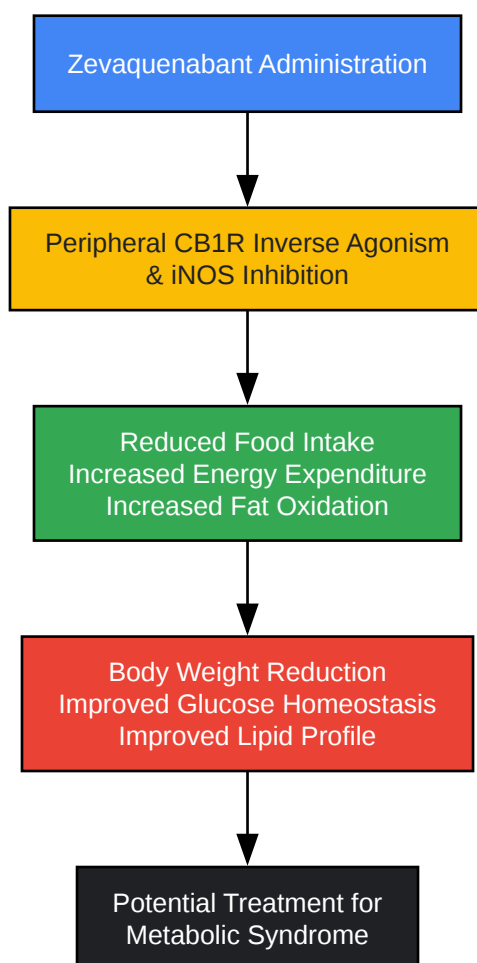 Zevaquenabant Administration
Peripheral CB1R Inverse Agonism
& iNOS Inhibition
Reduced Food Intake
Increased Energy Expenditure
Increased Fat Oxidation
Body Weight Reduction
Improved Glucose Homeostasis
Improved Lipid Profile
Potential Treatment for
Metabolic Syndrome